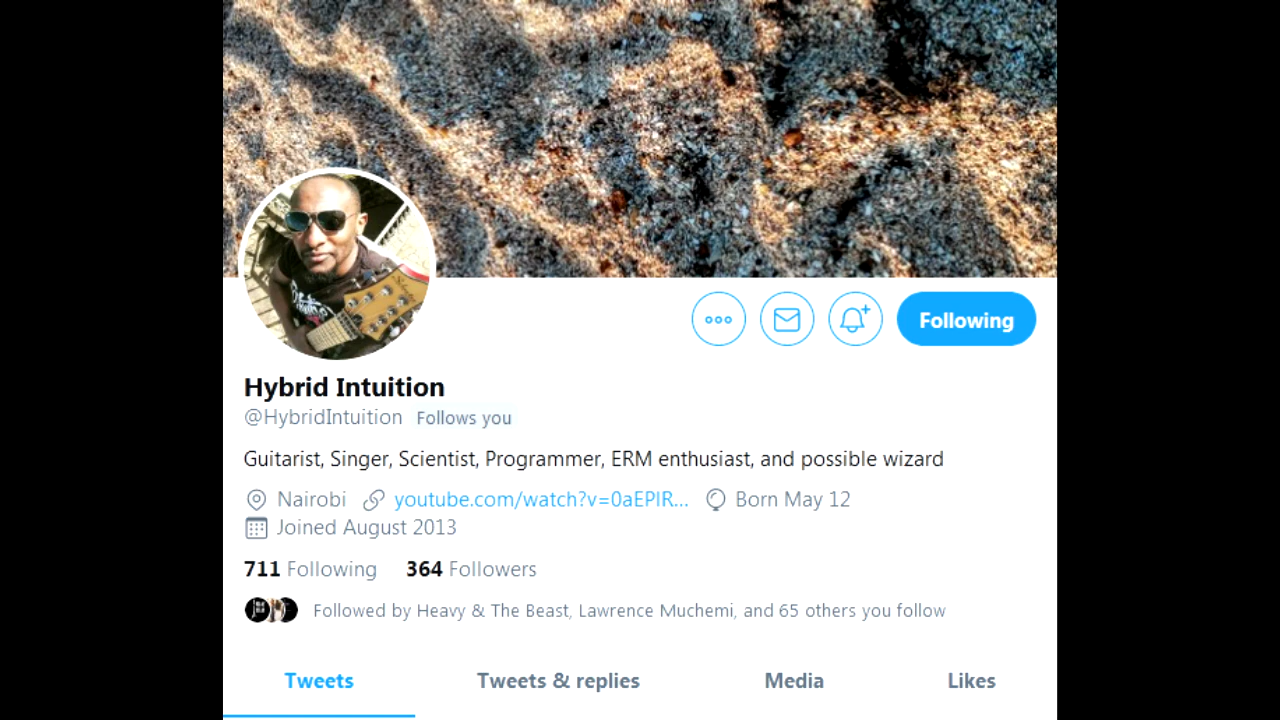 Following
Hybrid Intuition
@HybridIntuition Follows you
Guitarist, Singer, Scientist, Programmer, ERM enthusiast, and possible wizard
Nairobi youtube.com/watch?v=0aEPIR... Born May 12
Joined August 2013
711 Following 364 Followers
Followed by Heavy & The Beast, Lawrence Muchemi, and 65 others you follow
Tweets Tweets & replies Media Likes